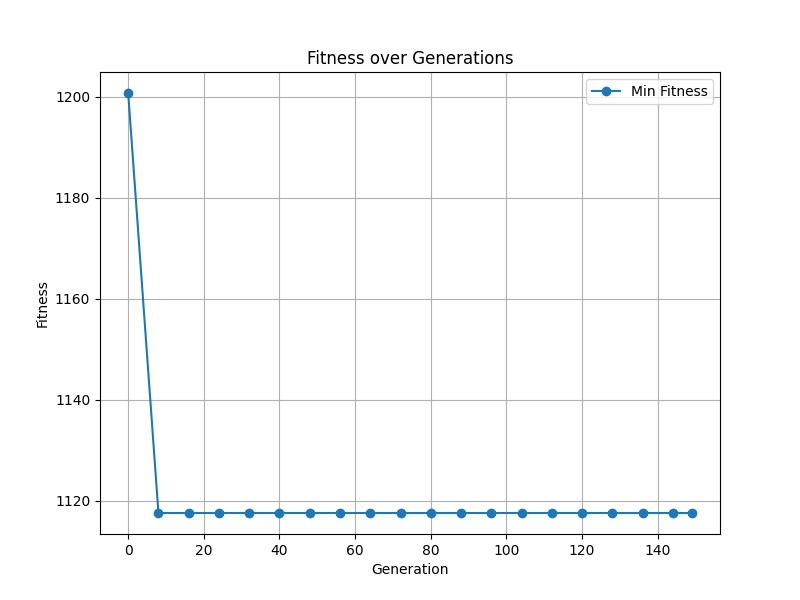 Fitness over Generations
Min Fitness
1200
1180
1160
1140
1120
Fitness
0 20 40 60 80 100 120 140
Generation